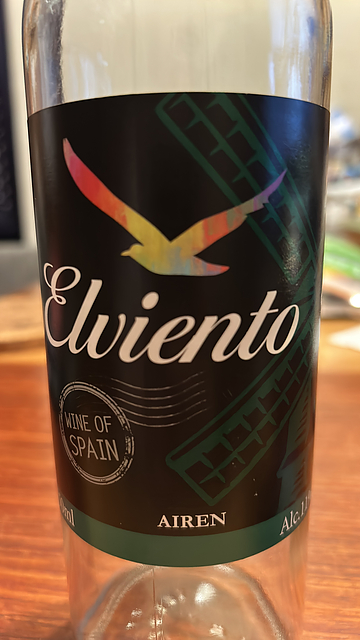 Elviento
WINE OF
SPAIN
AIREN